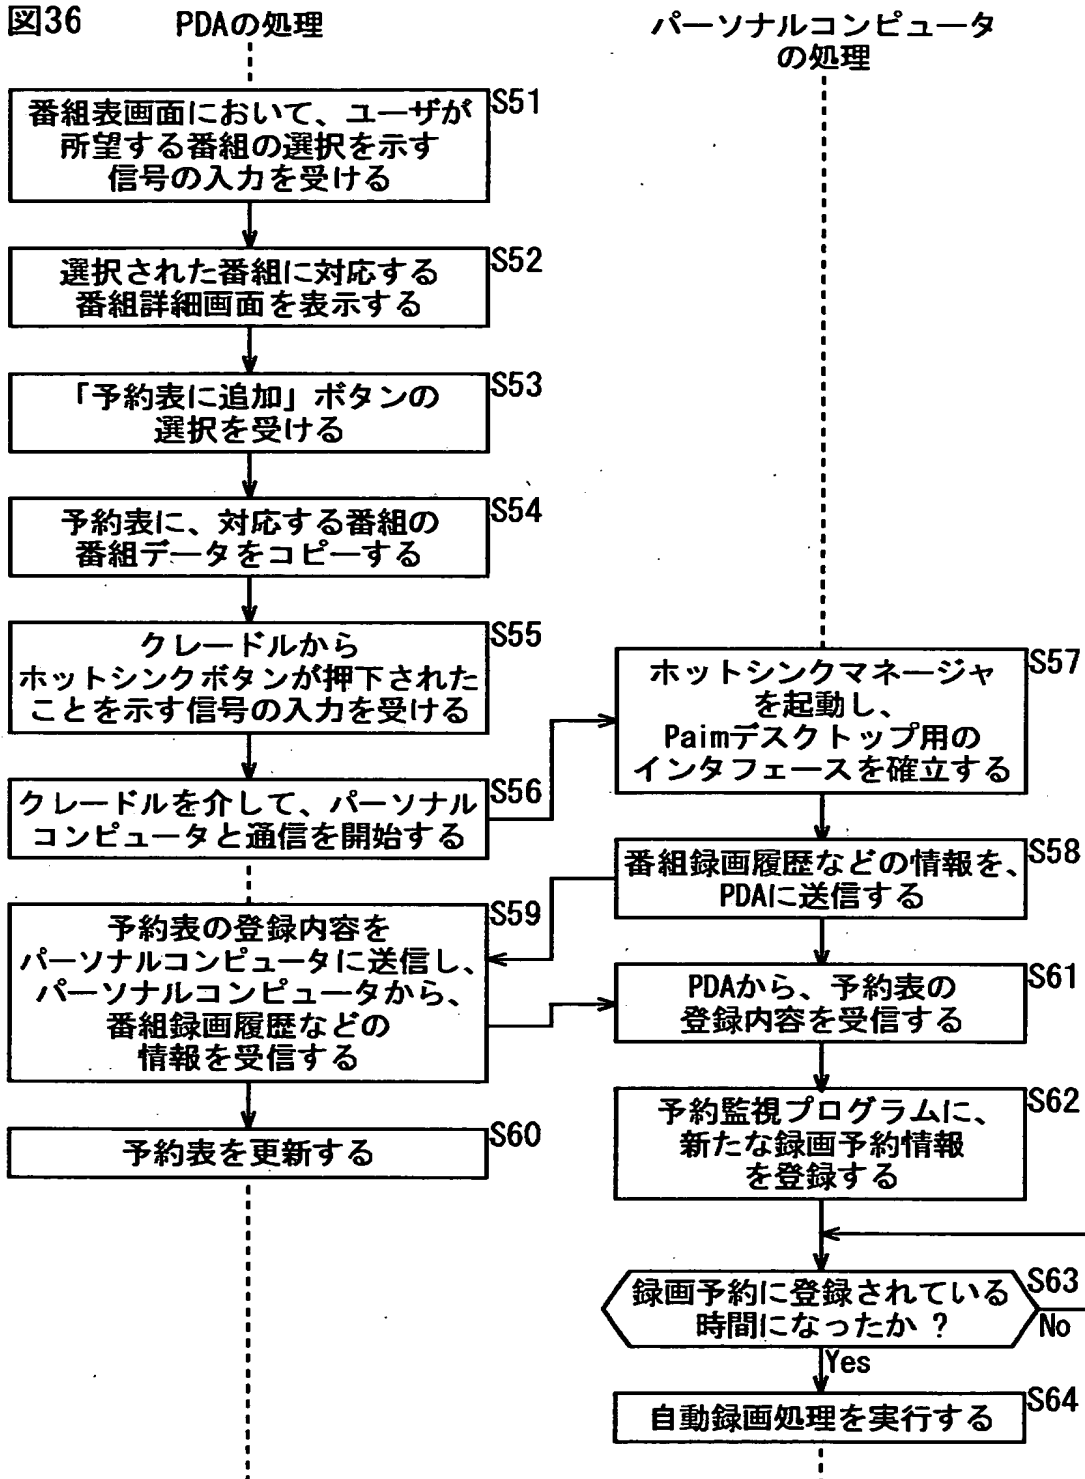 図36
PDAの処理
S51
番組表画面において、ユーザが
所望する番組の選択を示す
信号の入力を受ける
S52
選択された番組に対応する
番組詳細画面を表示する
S53
「予約表に追加」ボタンの
選択を受ける
S54
予約表に、対応する番組の
番組データをコピーする
S55
クレードルから
ホットシンクボタンが押下された
ことを示す信号の入力を受ける
S56
クレードルを介して、パーソナル
コンピュータと通信を開始する
S59
予約表の登録内容を
パーソナルコンピュータに送信し、
パーソナルコンピュータから、
番組録画履歴などの
情報を受信する
S60
予約表を更新する
パーソナルコンピュータ
の処理
S57
ホットシンクマネージャ
を起動し、
Paimデスクトップ用の
インタフェースを確立する
S58
番組録画履歴などの情報を、
PDAに送信する
S61
PDAから、予約表の
登録内容を受信する
S62
予約監視プログラムに、
新たな録画予約情報
を登録する
S63
録画予約に登録されている
時間になったか？
No
Yes
S64
自動録画処理を実行する